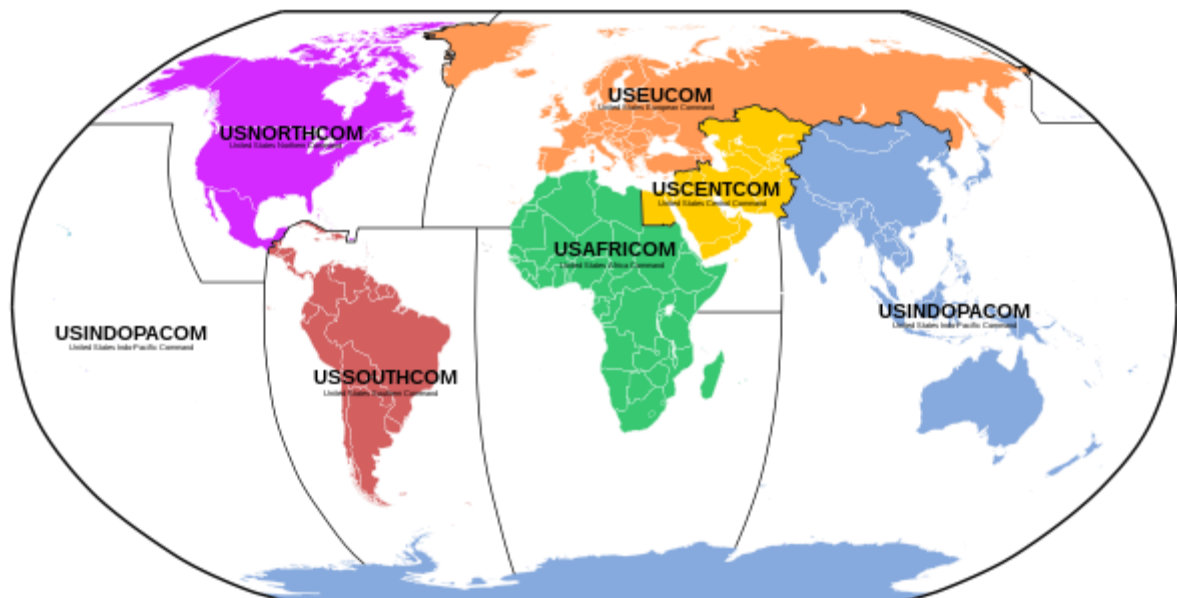 USEUCOM
United States European Command
USNORTHCOM
United States Northern Command
USCENTCOM
United States Central Command
USAFRICOM
United States Africa Command
USINDOPACOM
United States Indo-Pacific Command
USINDOPACOM
United States Indo-Pacific Command
USSOUTHCOM
United States Southern Command